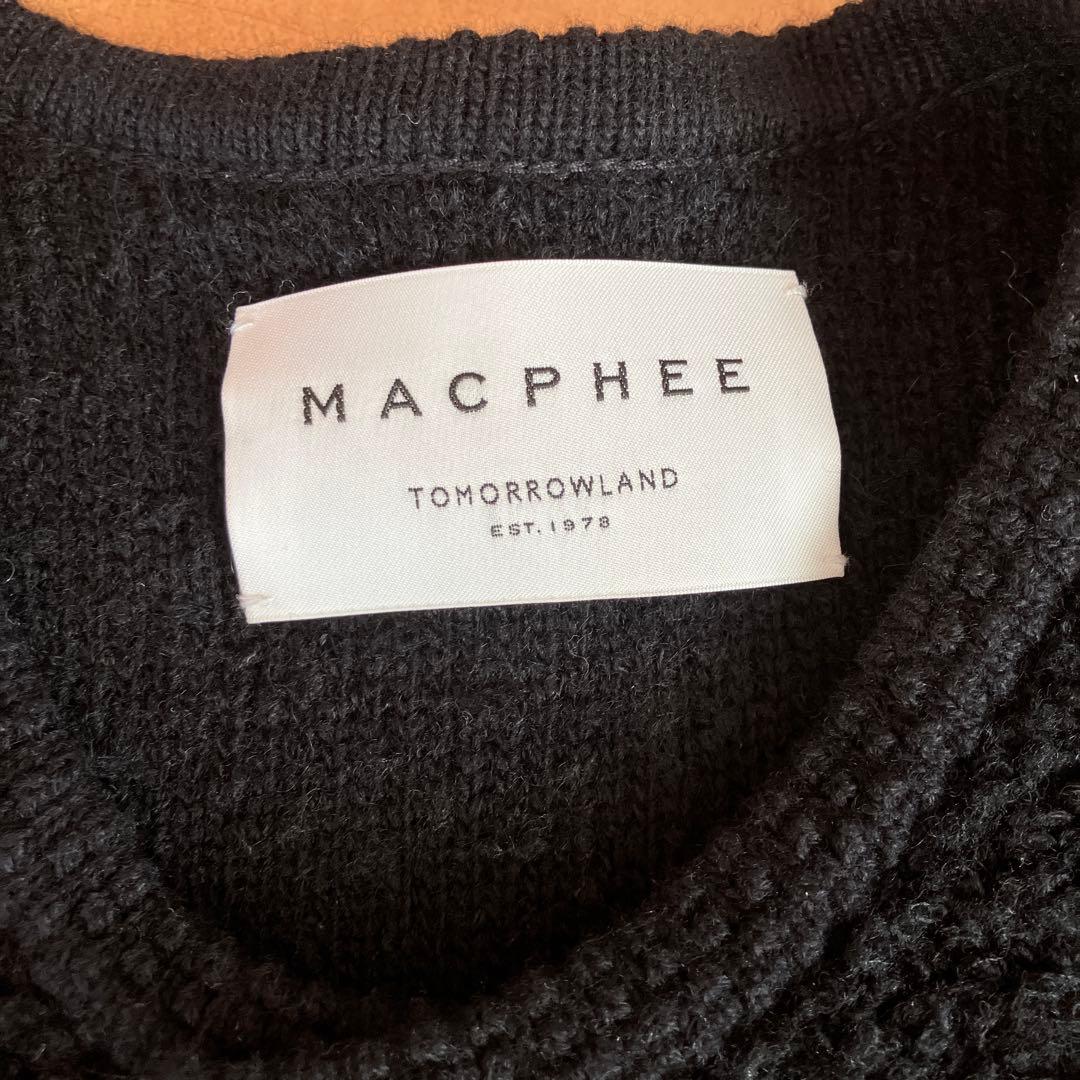 MACPHEE
TOMORROWLAND
EST. 1978